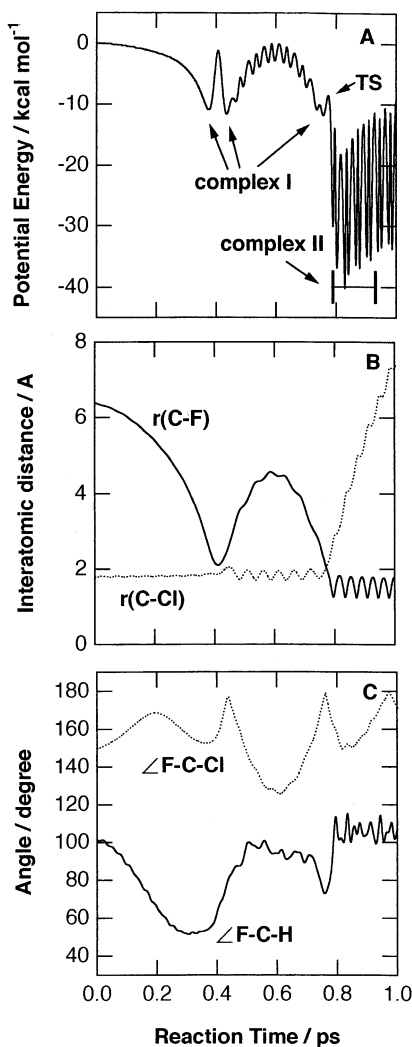 Potential Energy / kcal mol⁻¹
0
-10
-20
-30
-40
A
TS
complex I
complex II
Interatomic distance / A
8
6
4
2
0
B
r(C-F)
r(C-Cl)
Angle / degree
180
160
140
120
100
80
60
40
C
∠F-C-Cl
∠F-C-H
0.0 0.2 0.4 0.6 0.8 1.0
Reaction Time / ps